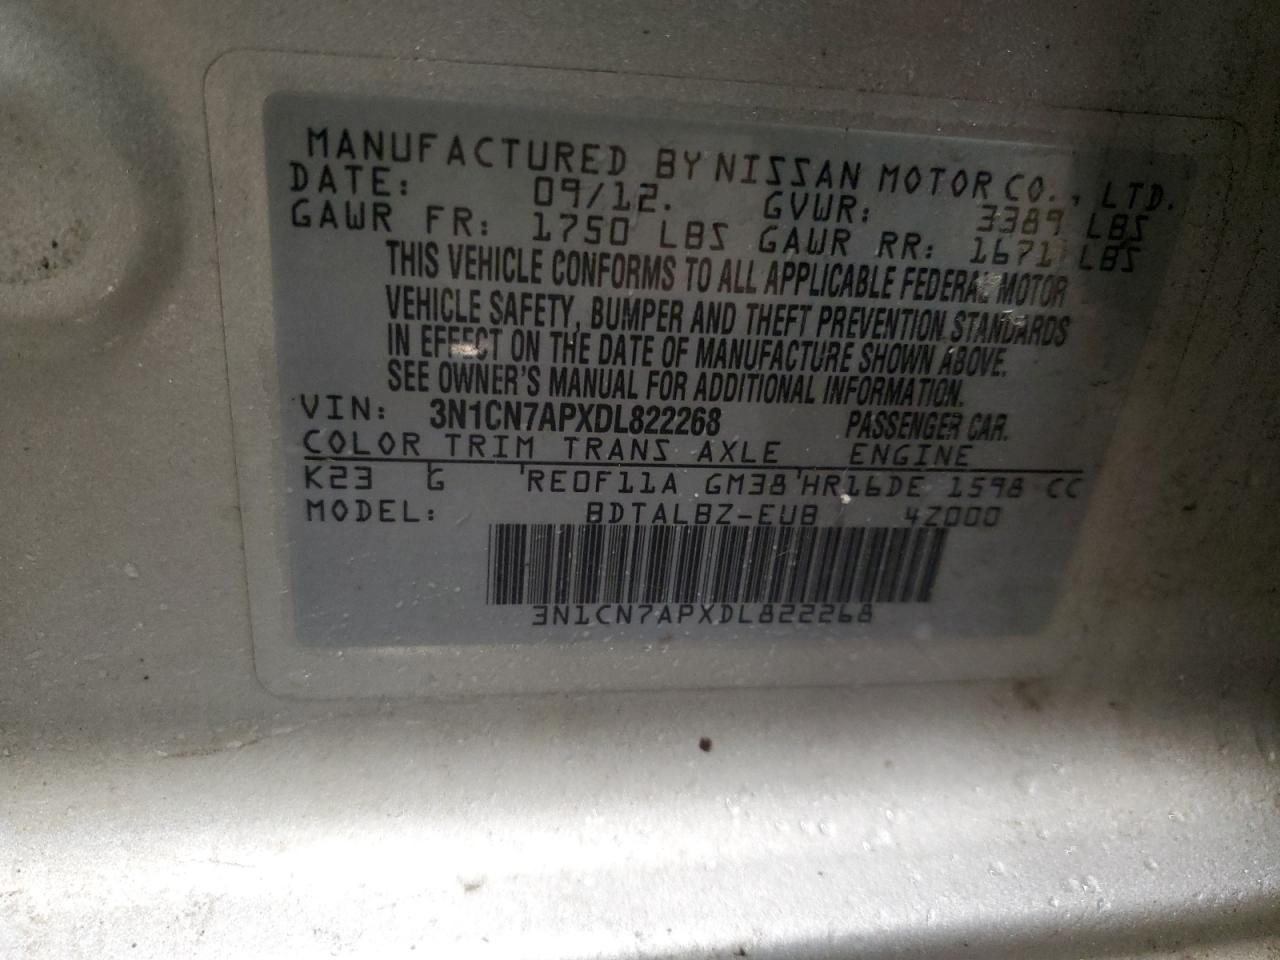 MANUFACTURED BY NISSAN MOTOR CO., LTD.
DATE: 09/12. GVWR: 3389 LBS
GAWR FR: 1750 LBS GAWR RR: 1671 LBS
THIS VEHICLE CONFORMS TO ALL APPLICABLE FEDERAL MOTOR
VEHICLE SAFETY, BUMPER AND THEFT PREVENTION STANDARDS
IN EFFECT ON THE DATE OF MANUFACTURE SHOWN ABOVE.
SEE OWNER'S MANUAL FOR ADDITIONAL INFORMATION.
VIN: 3N1CN7APXDL822268 PASSENGER CAR.
COLOR TRIM TRANS AXLE ENGINE
K23 G 'RE0F11A GM38'HR16DE 1598 CC
MODEL: BDTALBZ-EUB 4Z000
3N1CN7APXDL822268